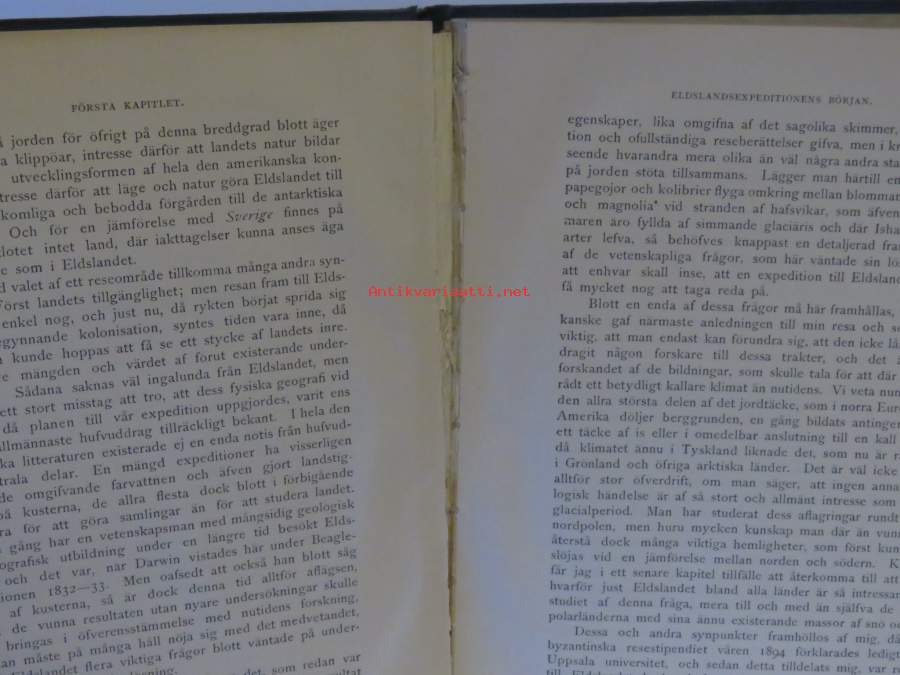 FÖRSTA KAPITLET.
jorden för öfrigt på denna breddgrad blott äger
klippöar, intresse därför att landets natur bildar
utvecklingsformen af hela den amerikanska kon-
tresse därför att läge och natur göra Eldslandet till
komliga och bebodda förgården till de antarktiska
Och för en jämförelse med Sverige finnes på
klotet intet land, där iakttagelser kunna anses äga
e som i Eldslandet.
d valet af ett reseområde tillkomma många andra syn-
Först landets tillgänglighet; men resan fram till Elds-
enkel nog, och just nu, då rykten börjat sprida sig
egynnande kolonisation, syntes tiden vara inne, då
kunde hoppas att få se ett stycke af landets inre.
e mängden och värdet af förut existerande under-
Sådana saknas väl ingalunda från Eldslandet, men
ett stort misstag att tro, att dess fysiska geografi vid
då planen till vår expedition uppgjordes, varit ens
allmännaste hufvuddrag tillräckligt bekant. I hela den
ka litteraturen existerade ej en enda notis från hufvud-
trala delar. En mängd expeditioner ha visserligen
de omgifvande farvattnen och äfven gjort landstig-
på kusterna, de allra flesta dock blott i förbigående
ra för att göra samlingar än för att studera landet.
gång har en vetenskapsman med mångsidig geologisk
ografisk utbildning under en längre tid besökt Elds-
och det var, när Darwin vistades här under Beagle-
tionen 1832—33. Men oafsedt att också han blott såg
af kusterna, så är dock denna tid alltför aflägsen,
de vunna resultaten utan nyare undersökningar skulle
bringas i öfverensstämmelse med nutidens forskning,
an måste på många håll nöja sig med det medvetandet,
Eldslandet flera viktiga frågor blott väntade på under-
det, som redan var
ELDSLANDSEXPEDITIONENS BÖRJAN.
egenskaper, lika omgifna af det sagolika skimmer,
tion och ofullständiga reseberättelser gifva, men i kr
seende hvarandra mera olika än väl några andra sta
på jorden stöta tillsammans. Lägger man härtill en
papegojor och kolibrier flyga omkring mellan blomman
och magnolia vid stranden af hafsvikar, som äfven
maren äro fyllda af simmande glaciäris och där Isha
arter lefva, så behöfves knappast en detaljerad fram
af de vetenskapliga frågor, som här väntade sin lös
att enhvar skall inse, att en expedition till Eldslan
få mycket nog att taga reda på.
Blott en enda af dessa frågor må här framhållas,
kanske gaf närmaste anledningen till min resa och s
viktig, att man endast kan förundra sig, att den icke lå
dragit någon forskare till dessa trakter, och det ä
forskandet af de bildningar, som skulle tala för att där
rådt ett betydligt kallare klimat än nutidens. Vi veta nu
den allra största delen af det jordtäcke, som i norra Eur
Amerika döljer berggrunden, en gång bildats antingen
ett täcke af is eller i omedelbar anslutning till en kall
då klimatet ännu i Tyskland liknade det, som nu är r
i Grönland och öfriga arktiska länder. Det är väl icke
alltför stor öfverdrift, om man säger, att ingen anna
logisk händelse är af så stort och allmänt intresse som
glacialperiod. Man har studerat dess aflagringar rundt
nordpolen, men huru mycken kunskap man där än vunn
återstå dock många viktiga hemligheter, som först kun
slöjas vid en jämförelse mellan norden och södern. K
får jag i ett senare kapitel tillfälle att återkomma till att
hvarför just Eldslandet bland alla länder är så intressan
studiet af denna fråga, mera till och med än själfva de
polarländerna med sina ännu existerande massor af snö oc
Dessa och andra synpunkter framhöllos af mig, dä
byzantinska resestipendiet våren 1894 förklarades ledigt
Uppsala universitet, och sedan detta tilldelats mig, var re
Antikvariaatti.net